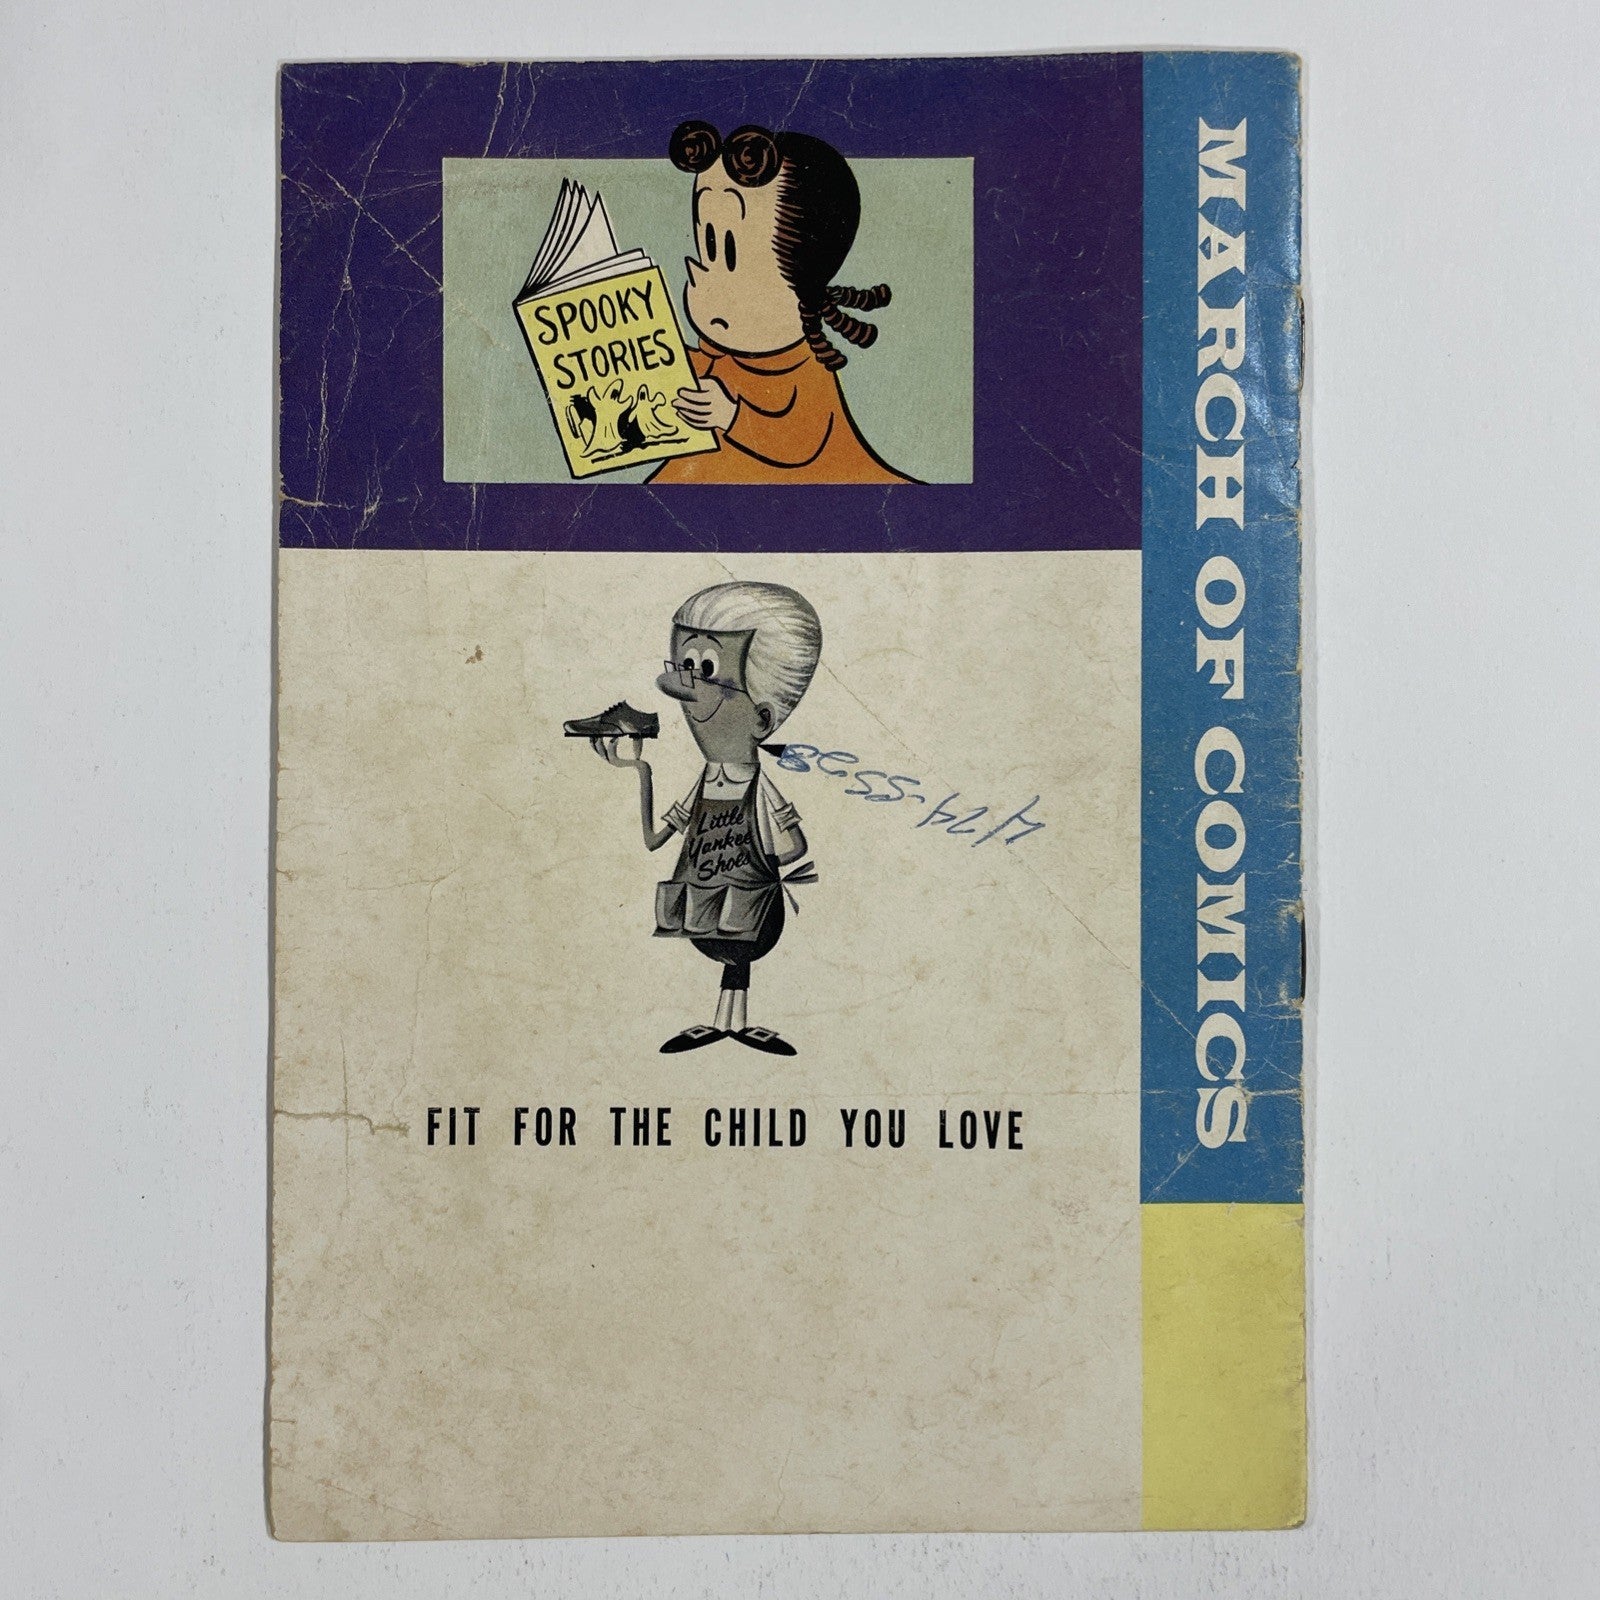 SPOOKY
STORIES
MARCH OF COMICS
Little
Yankee
Shoes
FIT FOR THE CHILD YOU LOVE